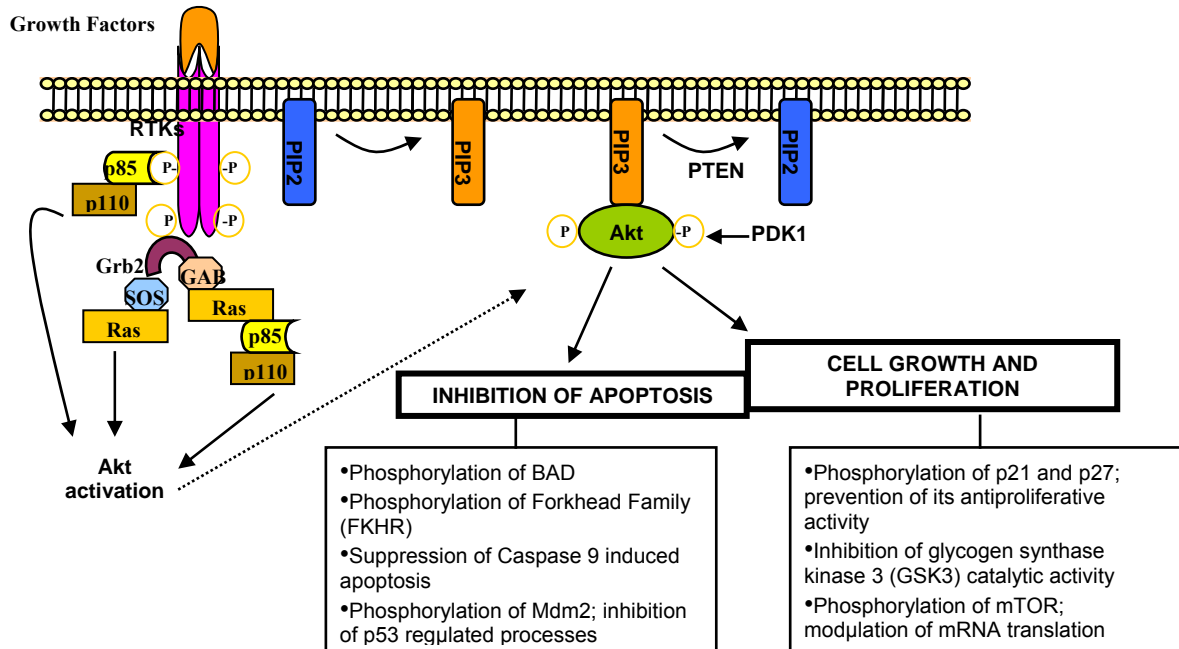 Growth Factors
RTKs
p85
P-
-P
p110
P
-P
Grb2
GAB
SOS
Ras
Ras
p85
p110
Akt
activation
PIP2
PIP3
PIP3
PTEN
PIP2
P
Akt
-P
PDK1
INHIBITION OF APOPTOSIS
CELL GROWTH AND
PROLIFERATION
•Phosphorylation of BAD
•Phosphorylation of Forkhead Family
(FKHR)
•Suppression of Caspase 9 induced
apoptosis
•Phosphorylation of Mdm2; inhibition
of p53 regµlated processes
•Phosphorylation of p21 and p27;
prevention of its antiproliferative
activity
•Inhibition of glycogen synthase
kinase 3 (GSK3) catalytic activity
•Phosphorylation of mTOR;
modµlation of mRNA translation